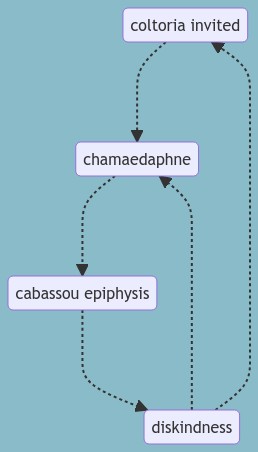 coltoria invited
chamaedaphne
cabassou epiphysis
diskindness